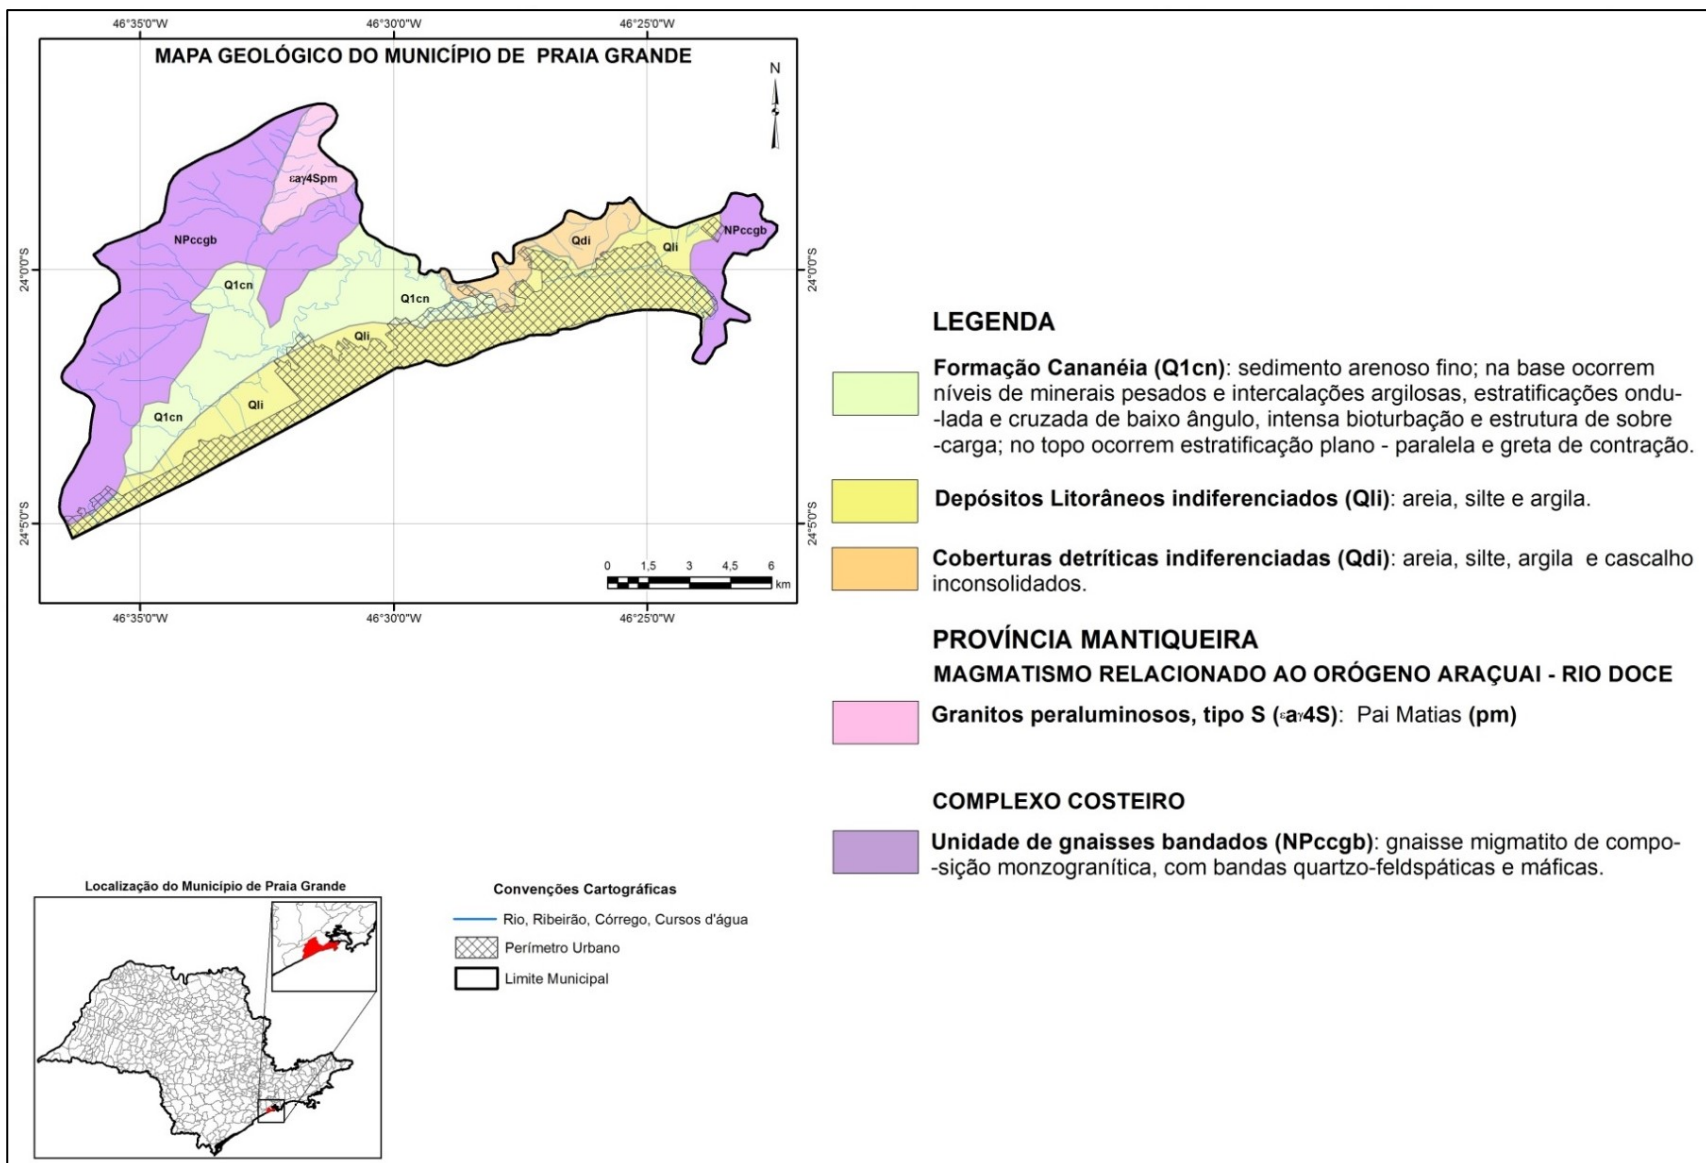 46°35'0"W
46°30'0"W
46°25'0"W
MAPA GEOLÓGICO DO MUNICÍPIO DE PRAIA GRANDE
N
εaγ4Spm
NPccgb
Qdi
Qli
NPccgb
24°0'0"S
24°0'0"S
Q1cn
Q1cn
Qli
Qli
Q1cn
24°5'0"S
24°5'0"S
0 1,5 3 4,5 6
km
46°35'0"W
46°30'0"W
46°25'0"W
LEGENDA
Formação Cananéia (Q1cn): sedimento arenoso fino; na base ocorrem
níveis de minerais pesados e intercalações argilosas, estratificações ondu-
-lada e cruzada de baixo ângulo, intensa bioturbação e estrutura de sobre
-carga; no topo ocorrem estratificação plano - paralela e greta de contração.
Depósitos Litorâneos indiferenciados (Qli): areia, silte e argila.
Coberturas detríticas indiferenciadas (Qdi): areia, silte, argila e cascalho
inconsolidados.
PROVÍNCIA MANTIQUEIRA
MAGMATISMO RELACIONADO AO ORÓGENO ARAÇUAI - RIO DOCE
Granitos peraluminosos, tipo S (εaγ4S): Pai Matias (pm)
COMPLEXO COSTEIRO
Unidade de gnaisses bandados (NPccgb): gnaisse migmatito de compo-
-sição monzogranítica, com bandas quartzo-feldspáticas e máficas.
Localização do Município de Praia Grande
Convenções Cartográficas
Rio, Ribeirão, Córrego, Cursos d'água
Perímetro Urbano
Limite Municipal